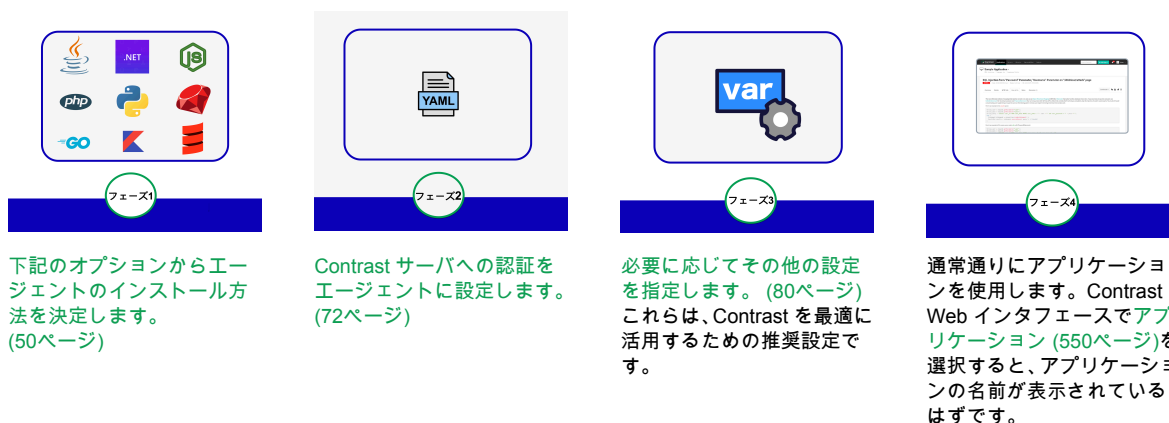 .NET
JS
php
GO
フェーズ1
下記のオプションからエー
ジェントのインストール方
法を決定します。
(50ページ)
YAML
フェーズ2
Contrast サーバへの認証を
エージェントに設定します。
(72ページ)
var
フェーズ3
必要に応じてその他の設定
を指定します。 (80ページ)
これらは、Contrast を最適に
活用するための推奨設定で
す。
フェーズ4
通常通りにアプリケーショ
ンを使用します。Contrast
Web インタフェースでアプ
リケーション (550ページ)を
選択すると、アプリケーショ
ンの名前が表示されている
はずです。